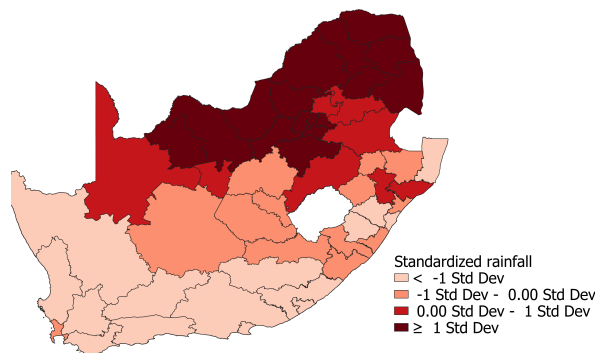 Standardized rainfall
< -1 Std Dev
-1 Std Dev - 0.00 Std Dev
0.00 Std Dev - 1 Std Dev
≥ 1 Std Dev